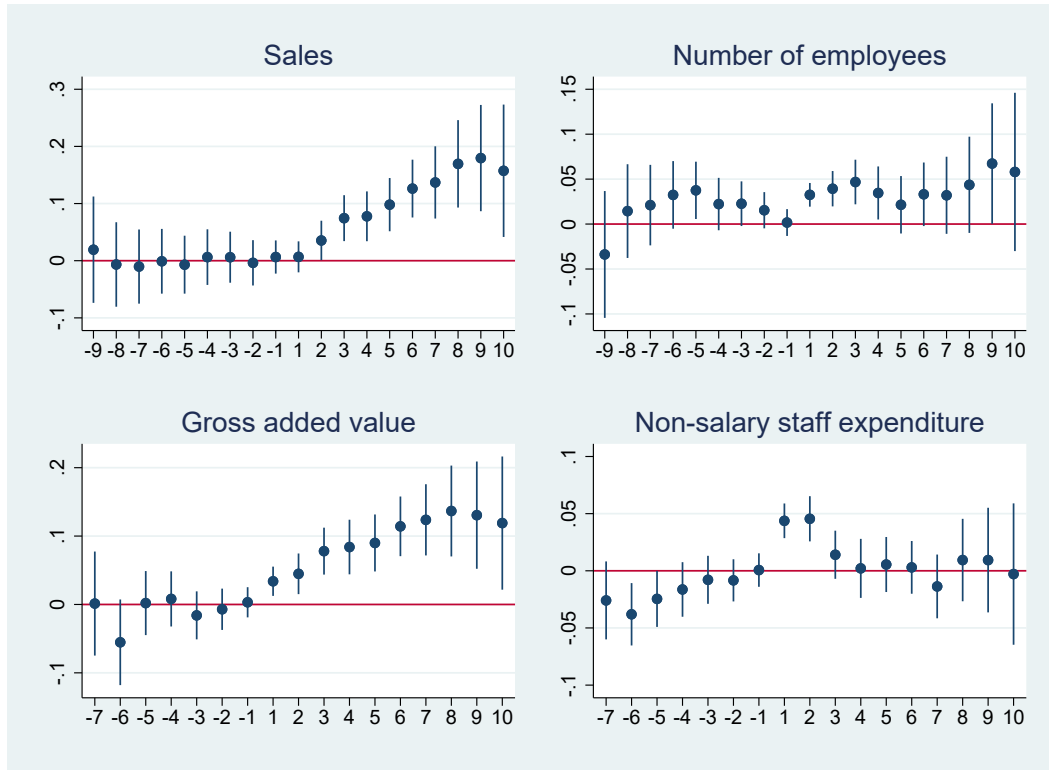 Sales
.3
.2
.1
0
-.1
-9 -8 -7 -6 -5 -4 -3 -2 -1 1 2 3 4 5 6 7 8 9 10
Number of employees
.15
.1
.05
0
-.05
-.1
-9 -8 -7 -6 -5 -4 -3 -2 -1 1 2 3 4 5 6 7 8 9 10
Gross added value
.2
.1
0
-.1
-7 -6 -5 -4 -3 -2 -1 1 2 3 4 5 6 7 8 9 10
Non-salary staff expenditure
.1
.05
0
-.05
-.1
-7 -6 -5 -4 -3 -2 -1 1 2 3 4 5 6 7 8 9 10